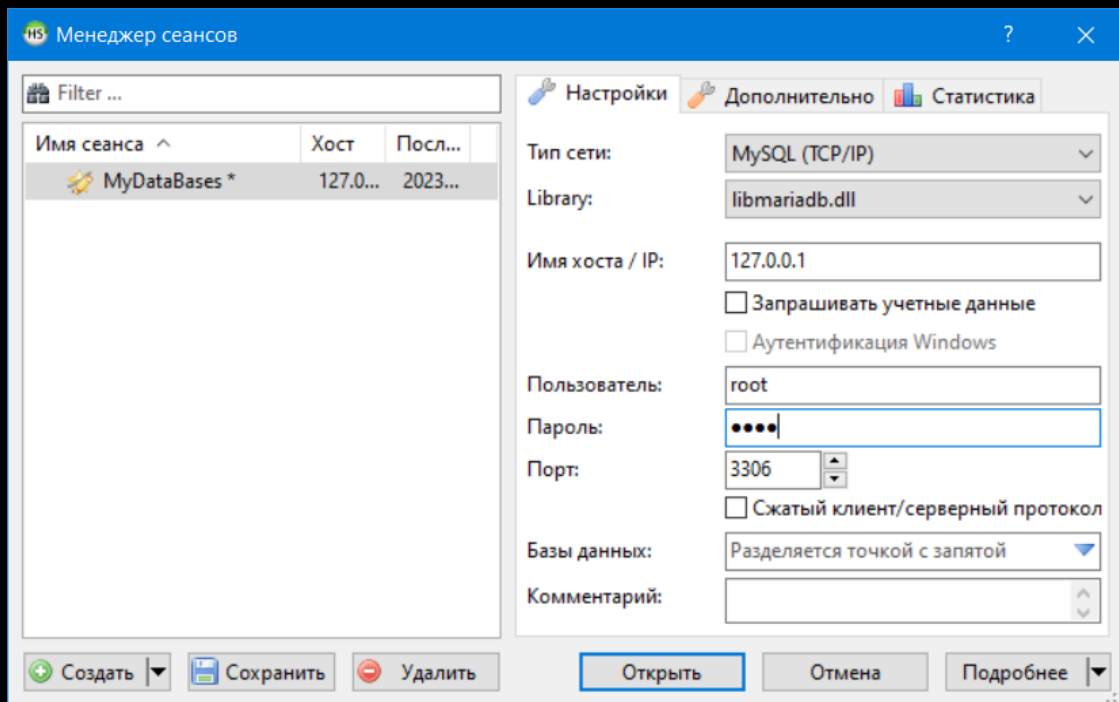 HS Менеджер сеансов ?
Filter ...
Имя сеанса Хост Посл...
MyDataBases * 127.0... 2023...
Настройки Дополнительно Статистика
Тип сети: MySQL (TCP/IP)
Library: libmariadb.dll
Имя хоста / IP: 127.0.0.1
Запрашивать учетные данные
Аутентификация Windows
Пользователь: root
Пароль: ●●●●
Порт: 3306
Сжатый клиент/серверный протокол
Базы данных: Разделяется точкой с запятой
Комментарий:
Создать Сохранить Удалить Открыть Отмена Подробнее